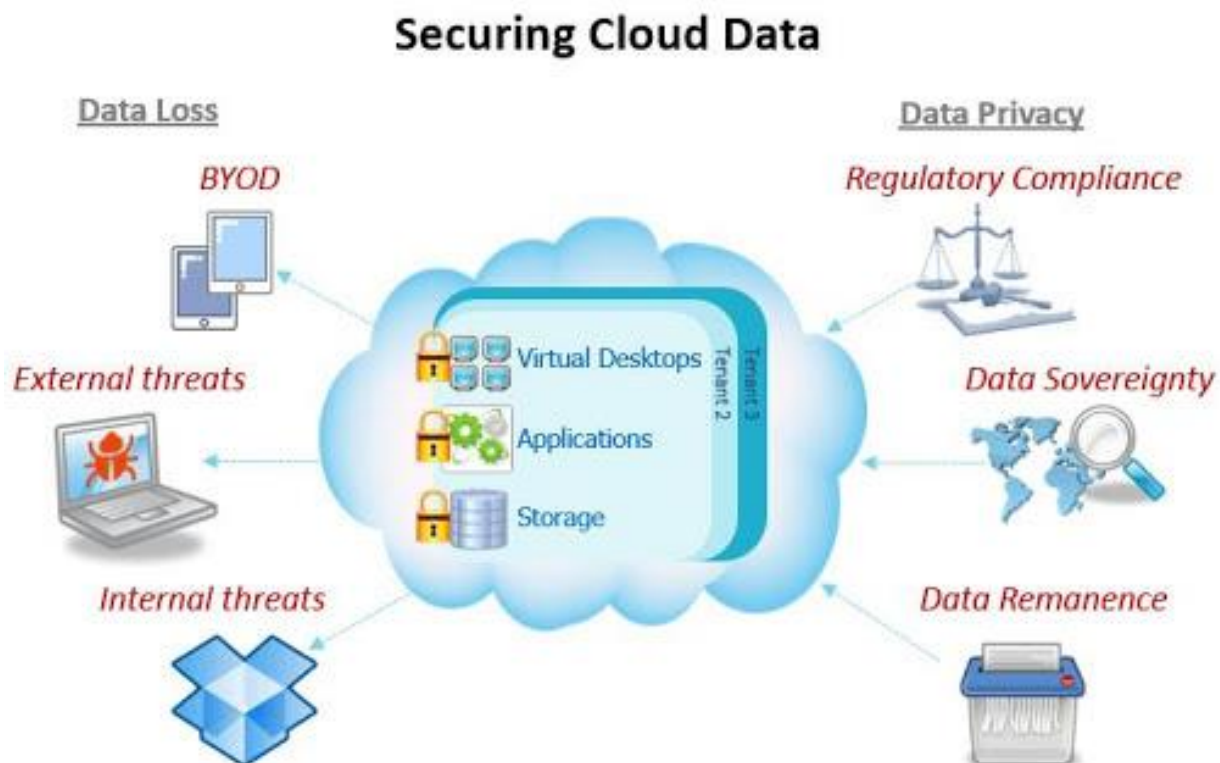 Securing Cloud Data
Data Loss
Data Privacy
BYOD
Regulatory Compliance
External threats
Data Sovereignty
Internal threats
Data Remanence
Virtual Desktops
Applications
Storage
Tenant 2
Tenant 3